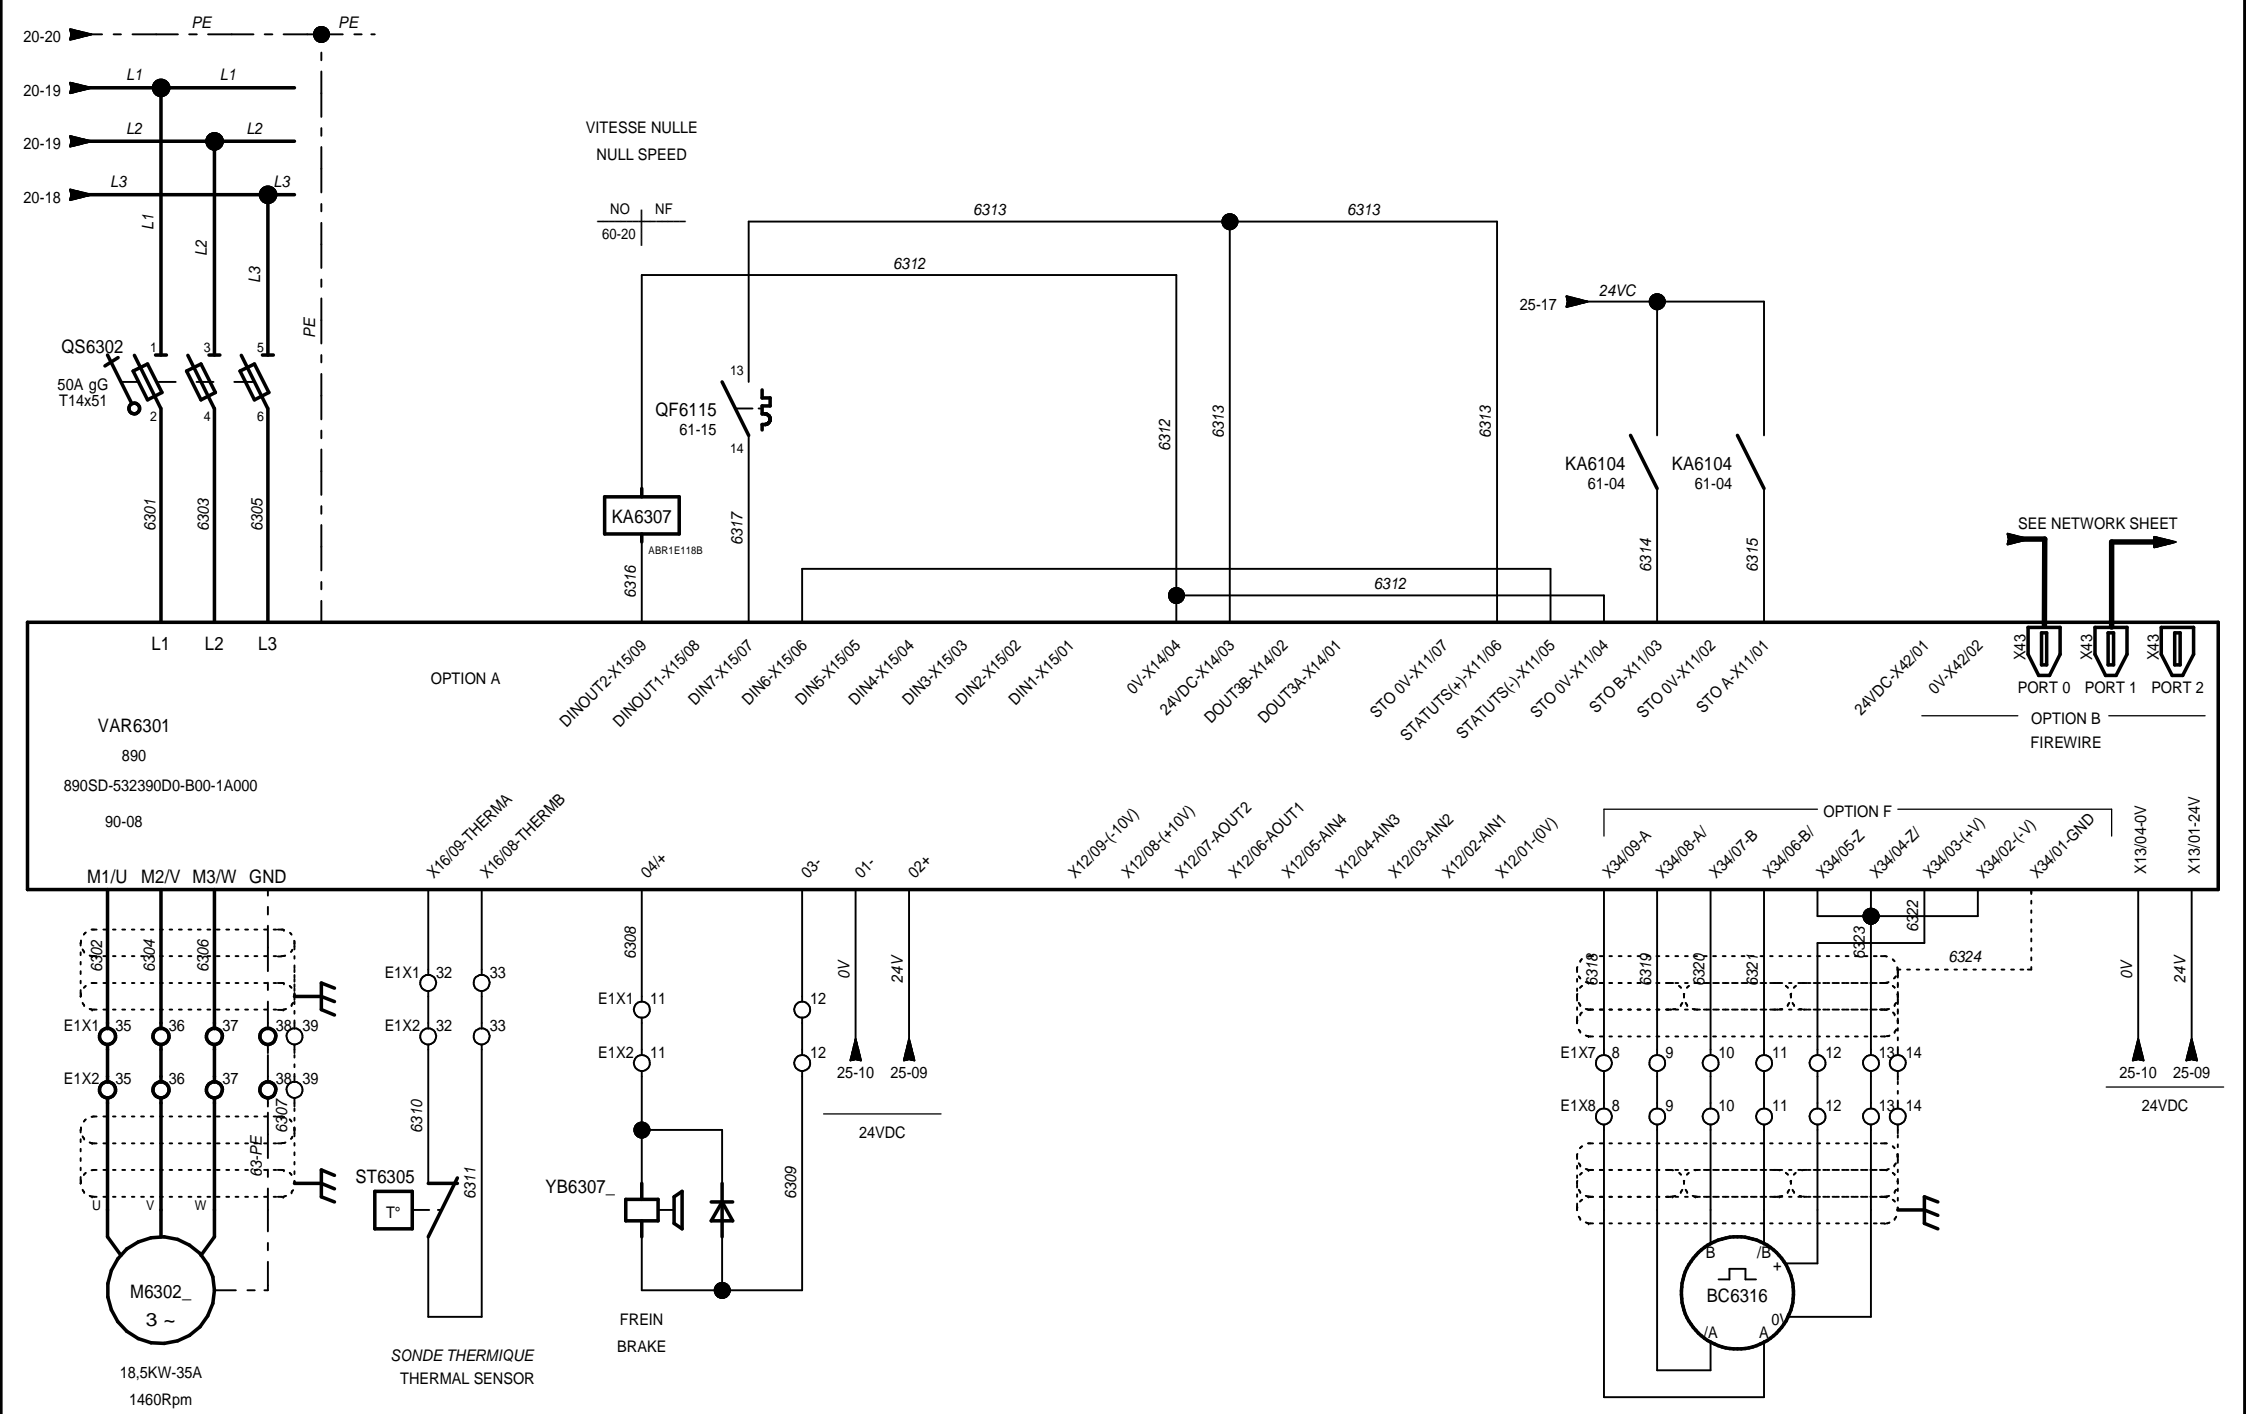 20-20 PE PE
20-19 L1 L1
20-19 L2 L2
20-18 L3 L3
L1 L2 L3 PE
QS6302
50A gG
T14x51
1 3 5
2 4 6
6301 6303 6305
VITESSE NULLE
NULL SPEED
NO NF
60-20
6313 6313
6312
13
QF6115
61-15
14
6312 6313 6313
KA6307
ABR1E118B
6316 6317
6312
25-17 24VC
KA6104
61-04
KA6104
61-04
6314 6315
SEE NETWORK SHEET
L1 L2 L3
OPTION A
DINOUT2-X15/09
DINOUT1-X15/08
DIN7-X15/07
DIN6-X15/06
DIN5-X15/05
DIN4-X15/04
DIN3-X15/03
DIN2-X15/02
DIN1-X15/01
0V-X14/04
24VDC-X14/03
DOUT3B-X14/02
DOUT3A-X14/01
STO 0V-X11/07
STATUTS(+)-X11/06
STATUTS(-)-X11/05
STO 0V-X11/04
STO B-X11/03
STO 0V-X11/02
STO A-X11/01
24VDC-X42/01
0V-X42/02
X43 X43 X43
PORT 0 PORT 1 PORT 2
OPTION B
FIREWIRE
VAR6301
890
890SD-532390D0-B00-1A000
90-08
M1/U M2/V M3/W GND
X16/09-THERMA
X16/08-THERMB
04/+
03-
01-
02+
X12/09-(-10V)
X12/08-(+10V)
X12/07-AOUT2
X12/06-AOUT1
X12/05-AIN4
X12/04-AIN3
X12/03-AIN2
X12/02-AIN1
X12/01-(0V)
OPTION F
X34/09-A
X34/08-A/
X34/07-B
X34/06-B/
X34/05-Z
X34/04-Z/
X34/03-(+V)
X34/02-(-V)
X34/01-GND
X13/04-0V
X13/01-24V
6302 6304 6306
E1X1 35 36 37 38 39
E1X2 35 36 37 38 39
6307
63-PE
U V W
M6302_
3 ~
18,5KW-35A
1460Rpm
E1X1 32 33
E1X2 32 33
6310 6311
ST6305
T°
SONDE THERMIQUE
THERMAL SENSOR
6308
E1X1 11 12
E1X2 11 12
6309
YB6307_
FREIN
BRAKE
0V 24V
25-10 25-09
24VDC
6318 6319 6320 6321 6323 6322
6324
E1X7 8 9 10 11 12 13 14
E1X8 8 9 10 11 12 13 14
B /B +
BC6316
0V
/A A
0V 24V
25-10 25-09
24VDC